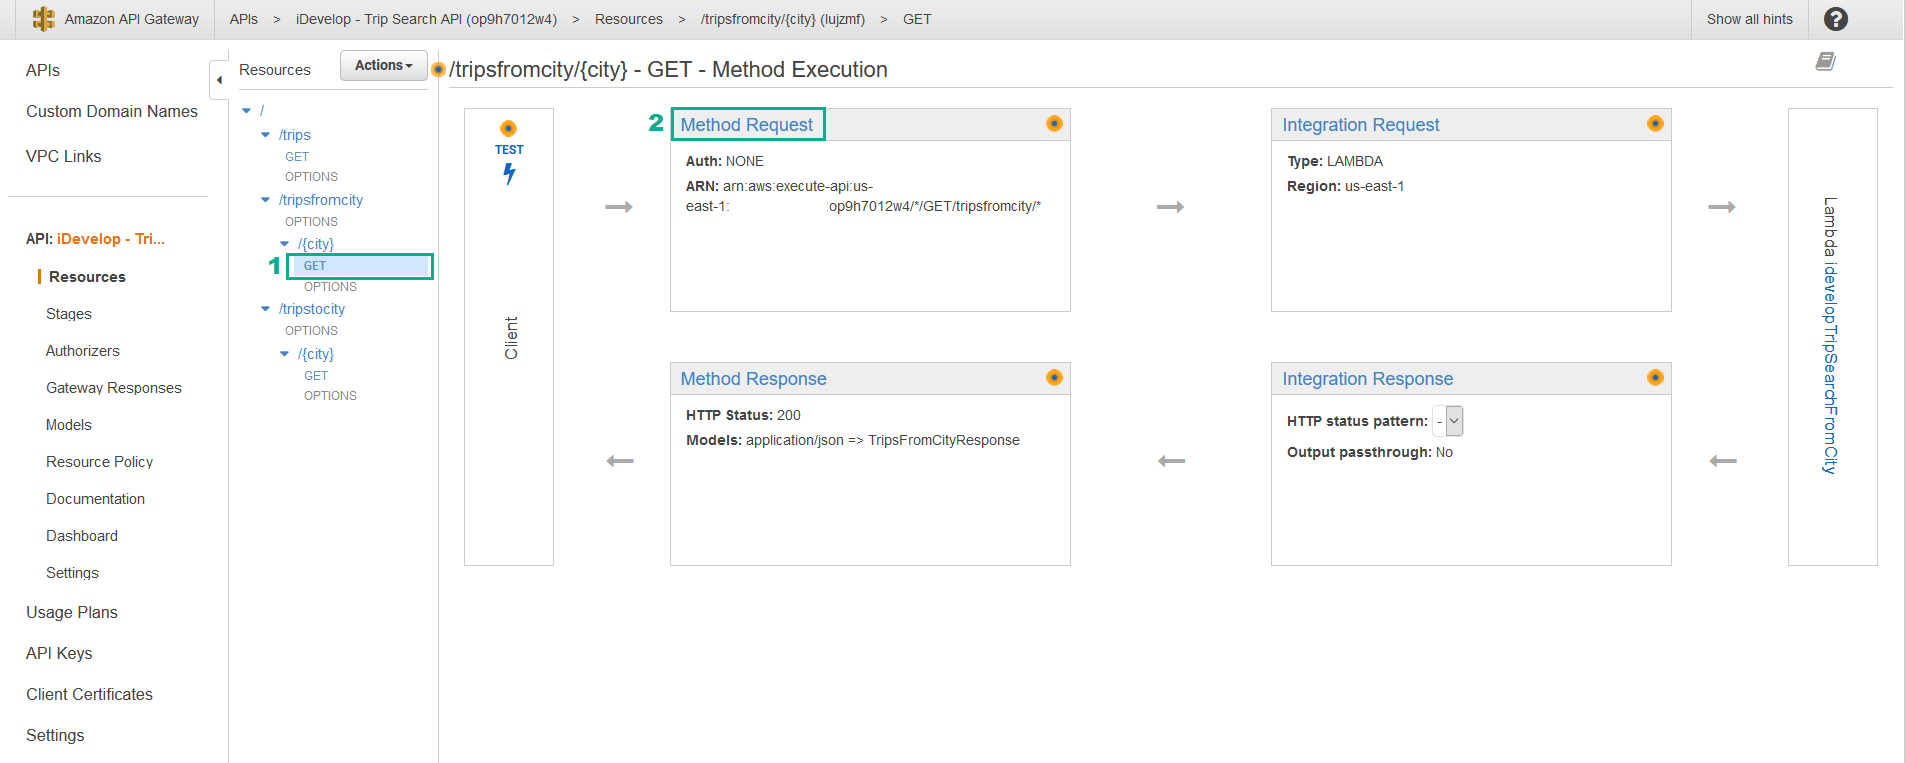 Amazon API Gateway
APIs > iDevelop - Trip Search API (op9h7012w4) > Resources > /tripsfromcity/{city} (lujzmf) > GET
Show all hints
?
APIs
Custom Domain Names
VPC Links
API: iDevelop - Tri...
Resources
Stages
Authorizers
Gateway Responses
Models
Resource Policy
Documentation
Dashboard
Settings
Usage Plans
API Keys
Client Certificates
Settings
Resources
Actions
/
/trips
GET
OPTIONS
/tripsfromcity
OPTIONS
/{city}
1 GET
OPTIONS
/tripstocity
OPTIONS
/{city}
GET
OPTIONS
/tripsfromcity/{city} - GET - Method Execution
TEST
Client
2 Method Request
Auth: NONE
ARN: arn:aws:execute-api:us-
east-1: :op9h7012w4/*/GET/tripsfromcity/*
Integration Request
Type: LAMBDA
Region: us-east-1
Method Response
HTTP Status: 200
Models: application/json => TripsFromCityResponse
Integration Response
HTTP status pattern: -
Output passthrough: No
Lambda idevelopTripSearchFromCity